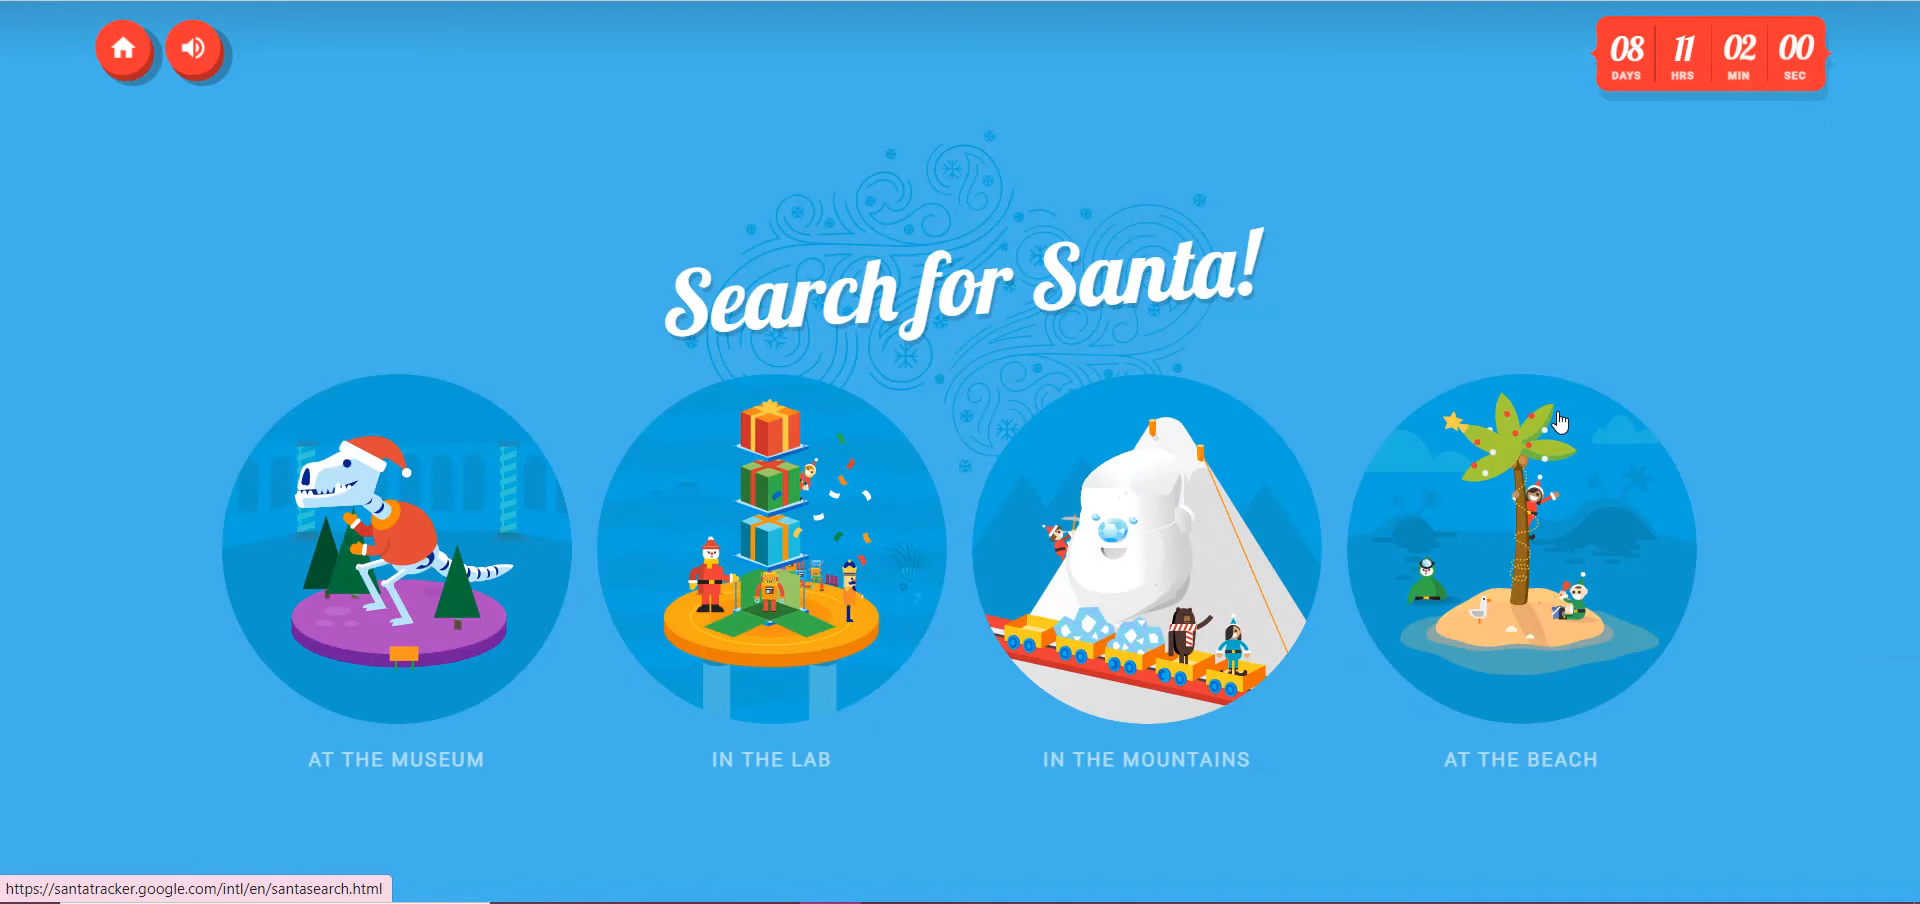 08 11 02 00
DAYS HRS MIN SEC
Search for Santa!
AT THE MUSEUM
IN THE LAB
IN THE MOUNTAINS
AT THE BEACH
https://santatracker.google.com/intl/en/santasearch.html